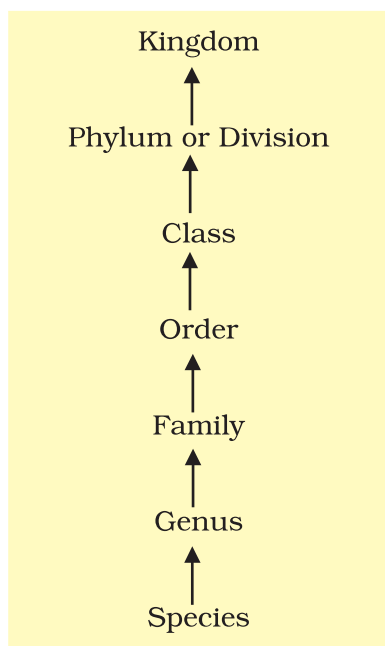 Kingdom
Phylum or Division
Class
Order
Family
Genus
Species